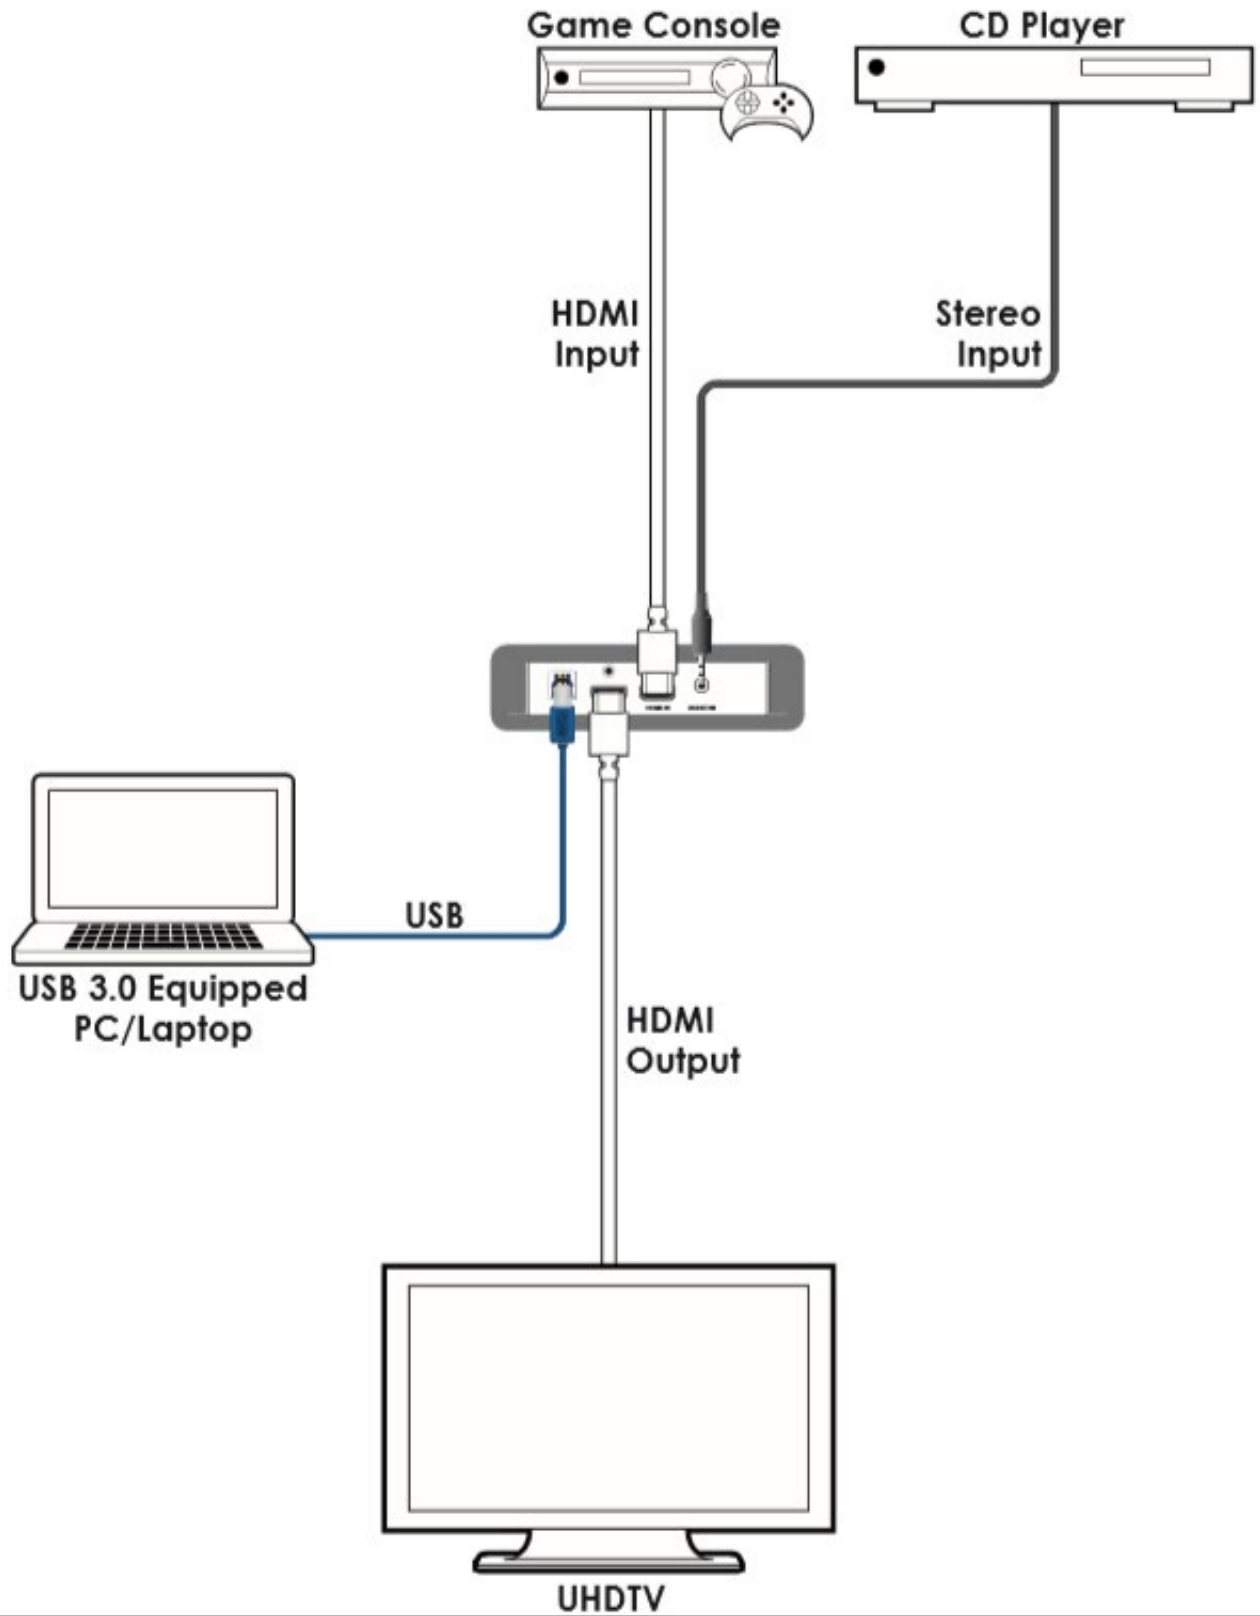 Game Console
CD Player
HDMI
Input
Stereo
Input
USB
USB 3.0 Equipped
PC/Laptop
HDMI
Output
UHDTV